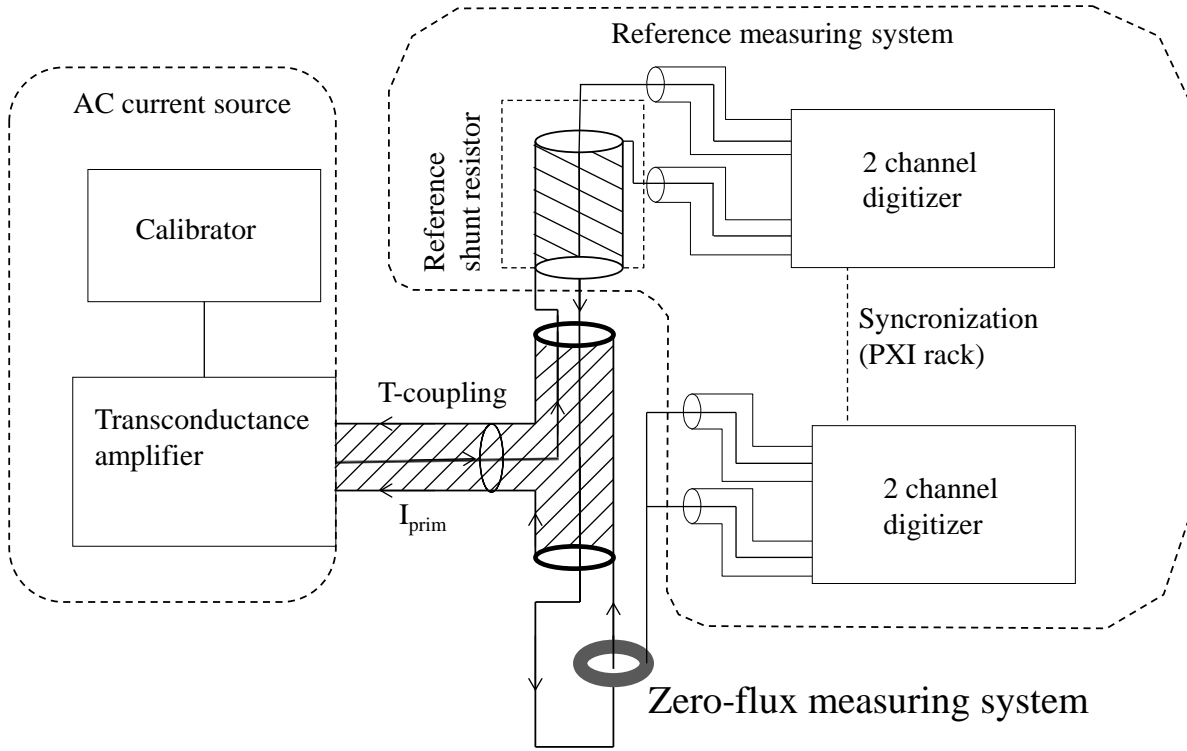 Reference measuring system
AC current source
Calibrator
Transconductance
amplifier
T-coupling
I_prim
Reference
shunt resistor
2 channel
digitizer
Syncronization
(PXI rack)
2 channel
digitizer
Zero-flux measuring system